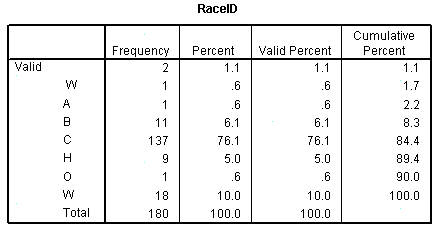 RaceID
Frequency Percent Valid Percent Cumulative Percent
Valid 2 1.1 1.1 1.1
W 1 .6 .6 1.7
A 1 .6 .6 2.2
B 11 6.1 6.1 8.3
C 137 76.1 76.1 84.4
H 9 5.0 5.0 89.4
O 1 .6 .6 90.0
W 18 10.0 10.0 100.0
Total 180 100.0 100.0